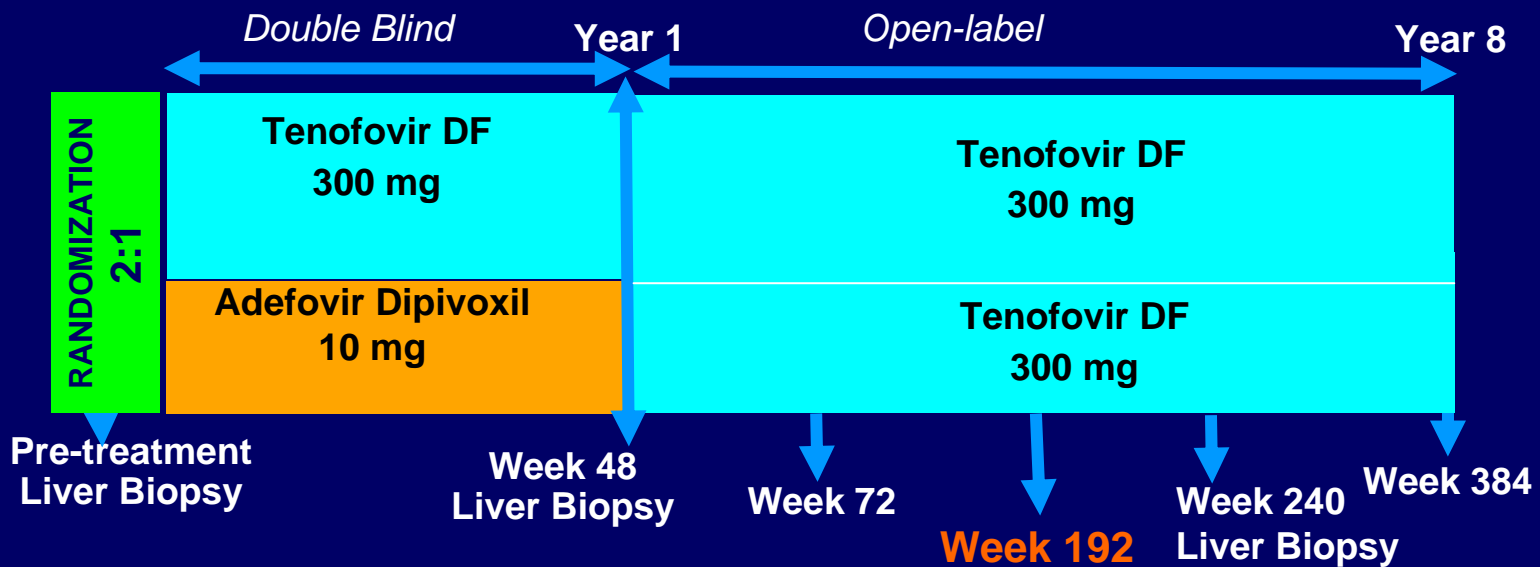 Double Blind
Year 1
Open-label
Year 8
RANDOMIZATION
2:1
Tenofovir DF
300 mg
Tenofovir DF
300 mg
Adefovir Dipivoxil
10 mg
Tenofovir DF
300 mg
Pre-treatment
Liver Biopsy
Week 48
Liver Biopsy
Week 72
Week 192
Week 240
Liver Biopsy
Week 384